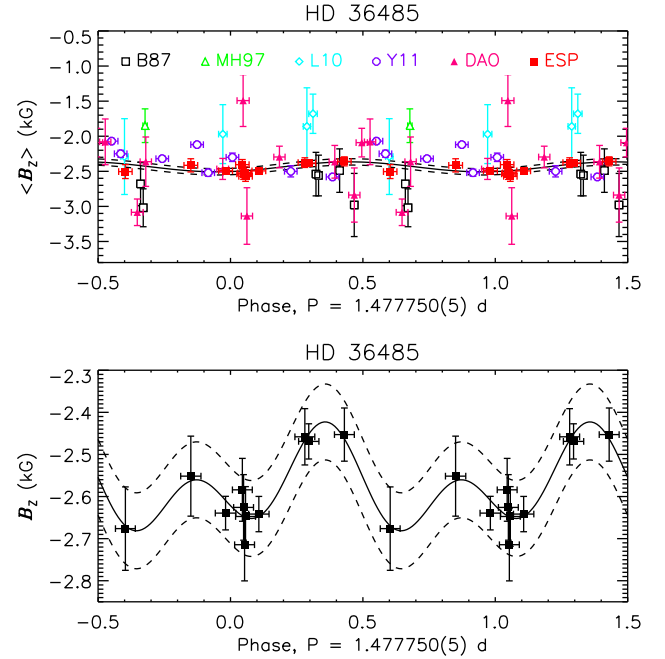 HD 36485
B87 MH97 L10 Y11 DAO ESP
<B_z> (kG)
−0.5
−1.0
−1.5
−2.0
−2.5
−3.0
−3.5
−0.5 0.0 0.5 1.0 1.5
Phase, P = 1.477750(5) d
HD 36485
B_z (kG)
−2.3
−2.4
−2.5
−2.6
−2.7
−2.8
−0.5 0.0 0.5 1.0 1.5
Phase, P = 1.477750(5) d